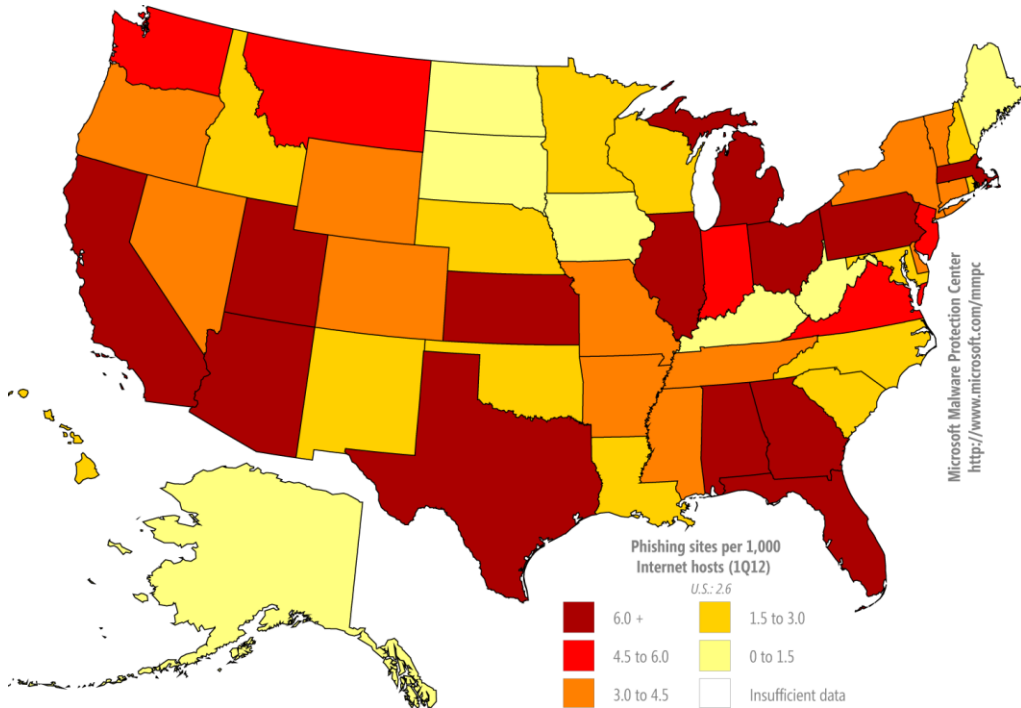 Microsoft Malware Protection Center
http://www.microsoft.com/mmpc
Phishing sites per 1,000
Internet hosts (1Q12)
U.S.: 2.6
6.0 +
1.5 to 3.0
4.5 to 6.0
0 to 1.5
3.0 to 4.5
Insufficient data